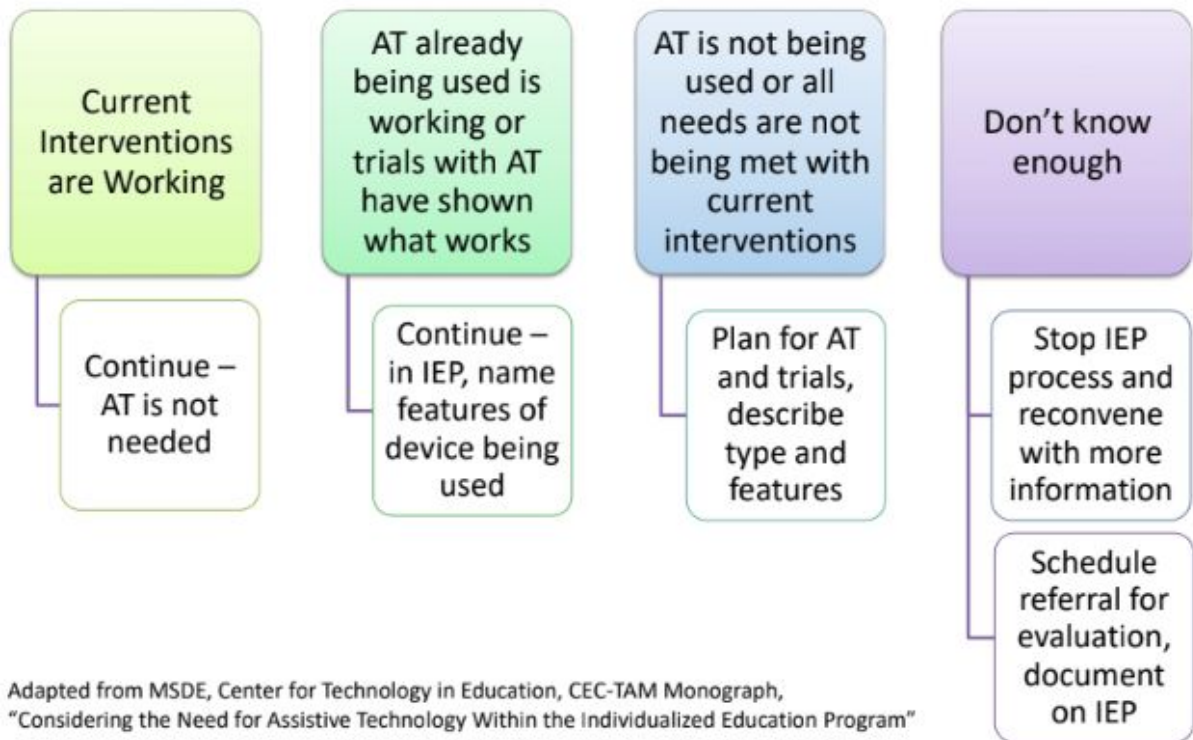 Current
Interventions
are Working
Continue –
AT is not
needed
AT already
being used is
working or
trials with AT
have shown
what works
Continue –
in IEP, name
features of
device being
used
AT is not being
used or all
needs are not
being met with
current
interventions
Plan for AT
and trials,
describe
type and
features
Don’t know
enough
Stop IEP
process and
reconvene
with more
information
Schedule
referral for
evaluation,
document
on IEP
Adapted from MSDE, Center for Technology in Education, CEC-TAM Monograph,
“Considering the Need for Assistive Technology Within the Individualized Education Program”